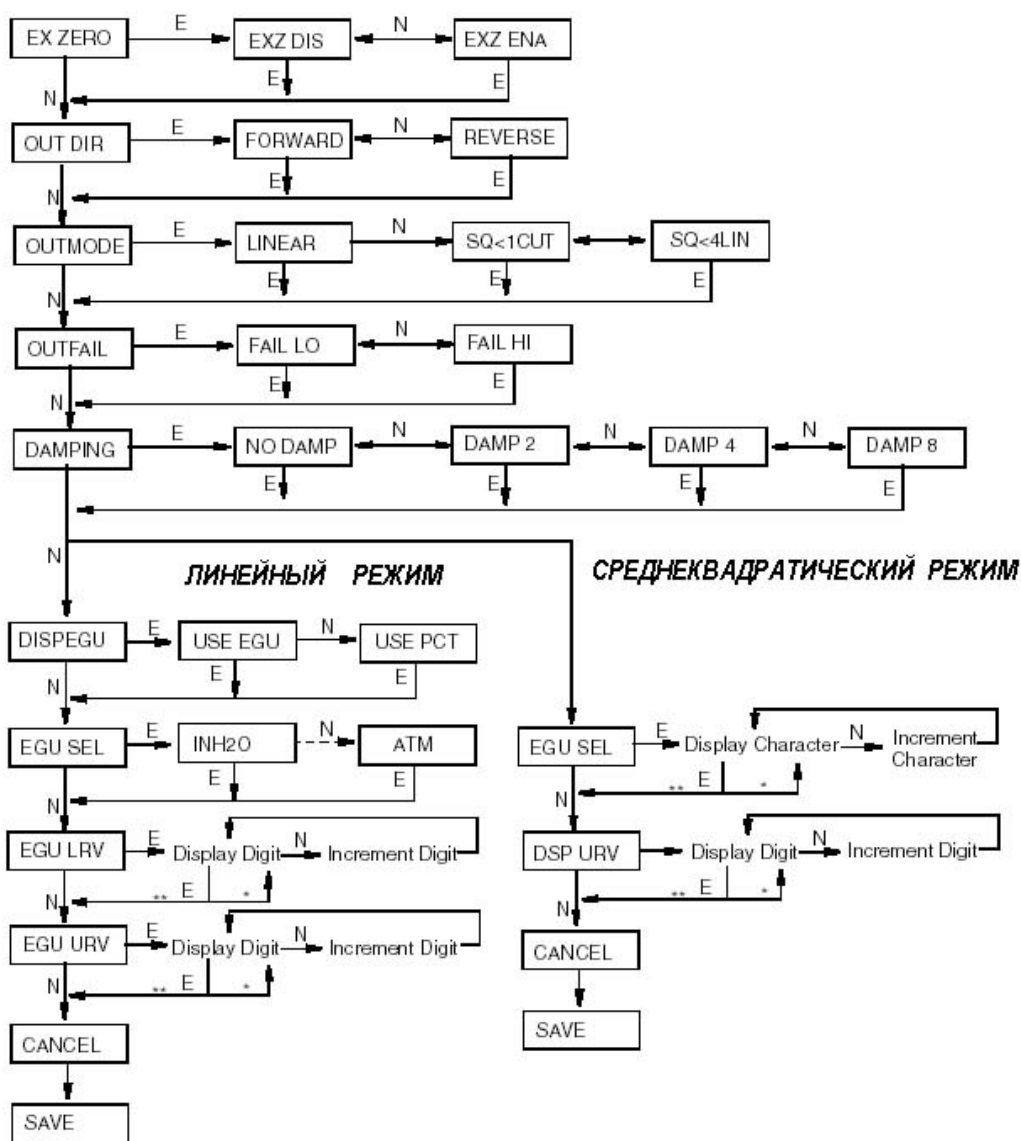 EX ZERO E EXZ DIS N EXZ ENA
E E
N
OUT DIR E FORWARD N REVERSE
E E
N
OUTMODE E LINEAR N SQ<1CUT SQ<4LIN
E E E
N
OUTFAIL E FAIL LO N FAIL HI
E E
N
DAMPING E NO DAMP N DAMP 2 N DAMP 4 N DAMP 8
E E E E
N
ЛИНЕЙНЫЙ РЕЖИМ
СРЕДНЕКВАДРАТИЧЕСКИЙ РЕЖИМ
DISPEGU E USE EGU N USE PCT
E E
N
EGU SEL E INH2O N ATM
E E
N
EGU LRV E Display Digit N Increment Digit
** E *
N
EGU URV E Display Digit N Increment Digit
** E *
N
CANCEL
SAVE
EGU SEL E Display Character N Increment
Character
** E *
N
DSP URV Display Digit N Increment Digit
** E *
N
CANCEL
SAVE